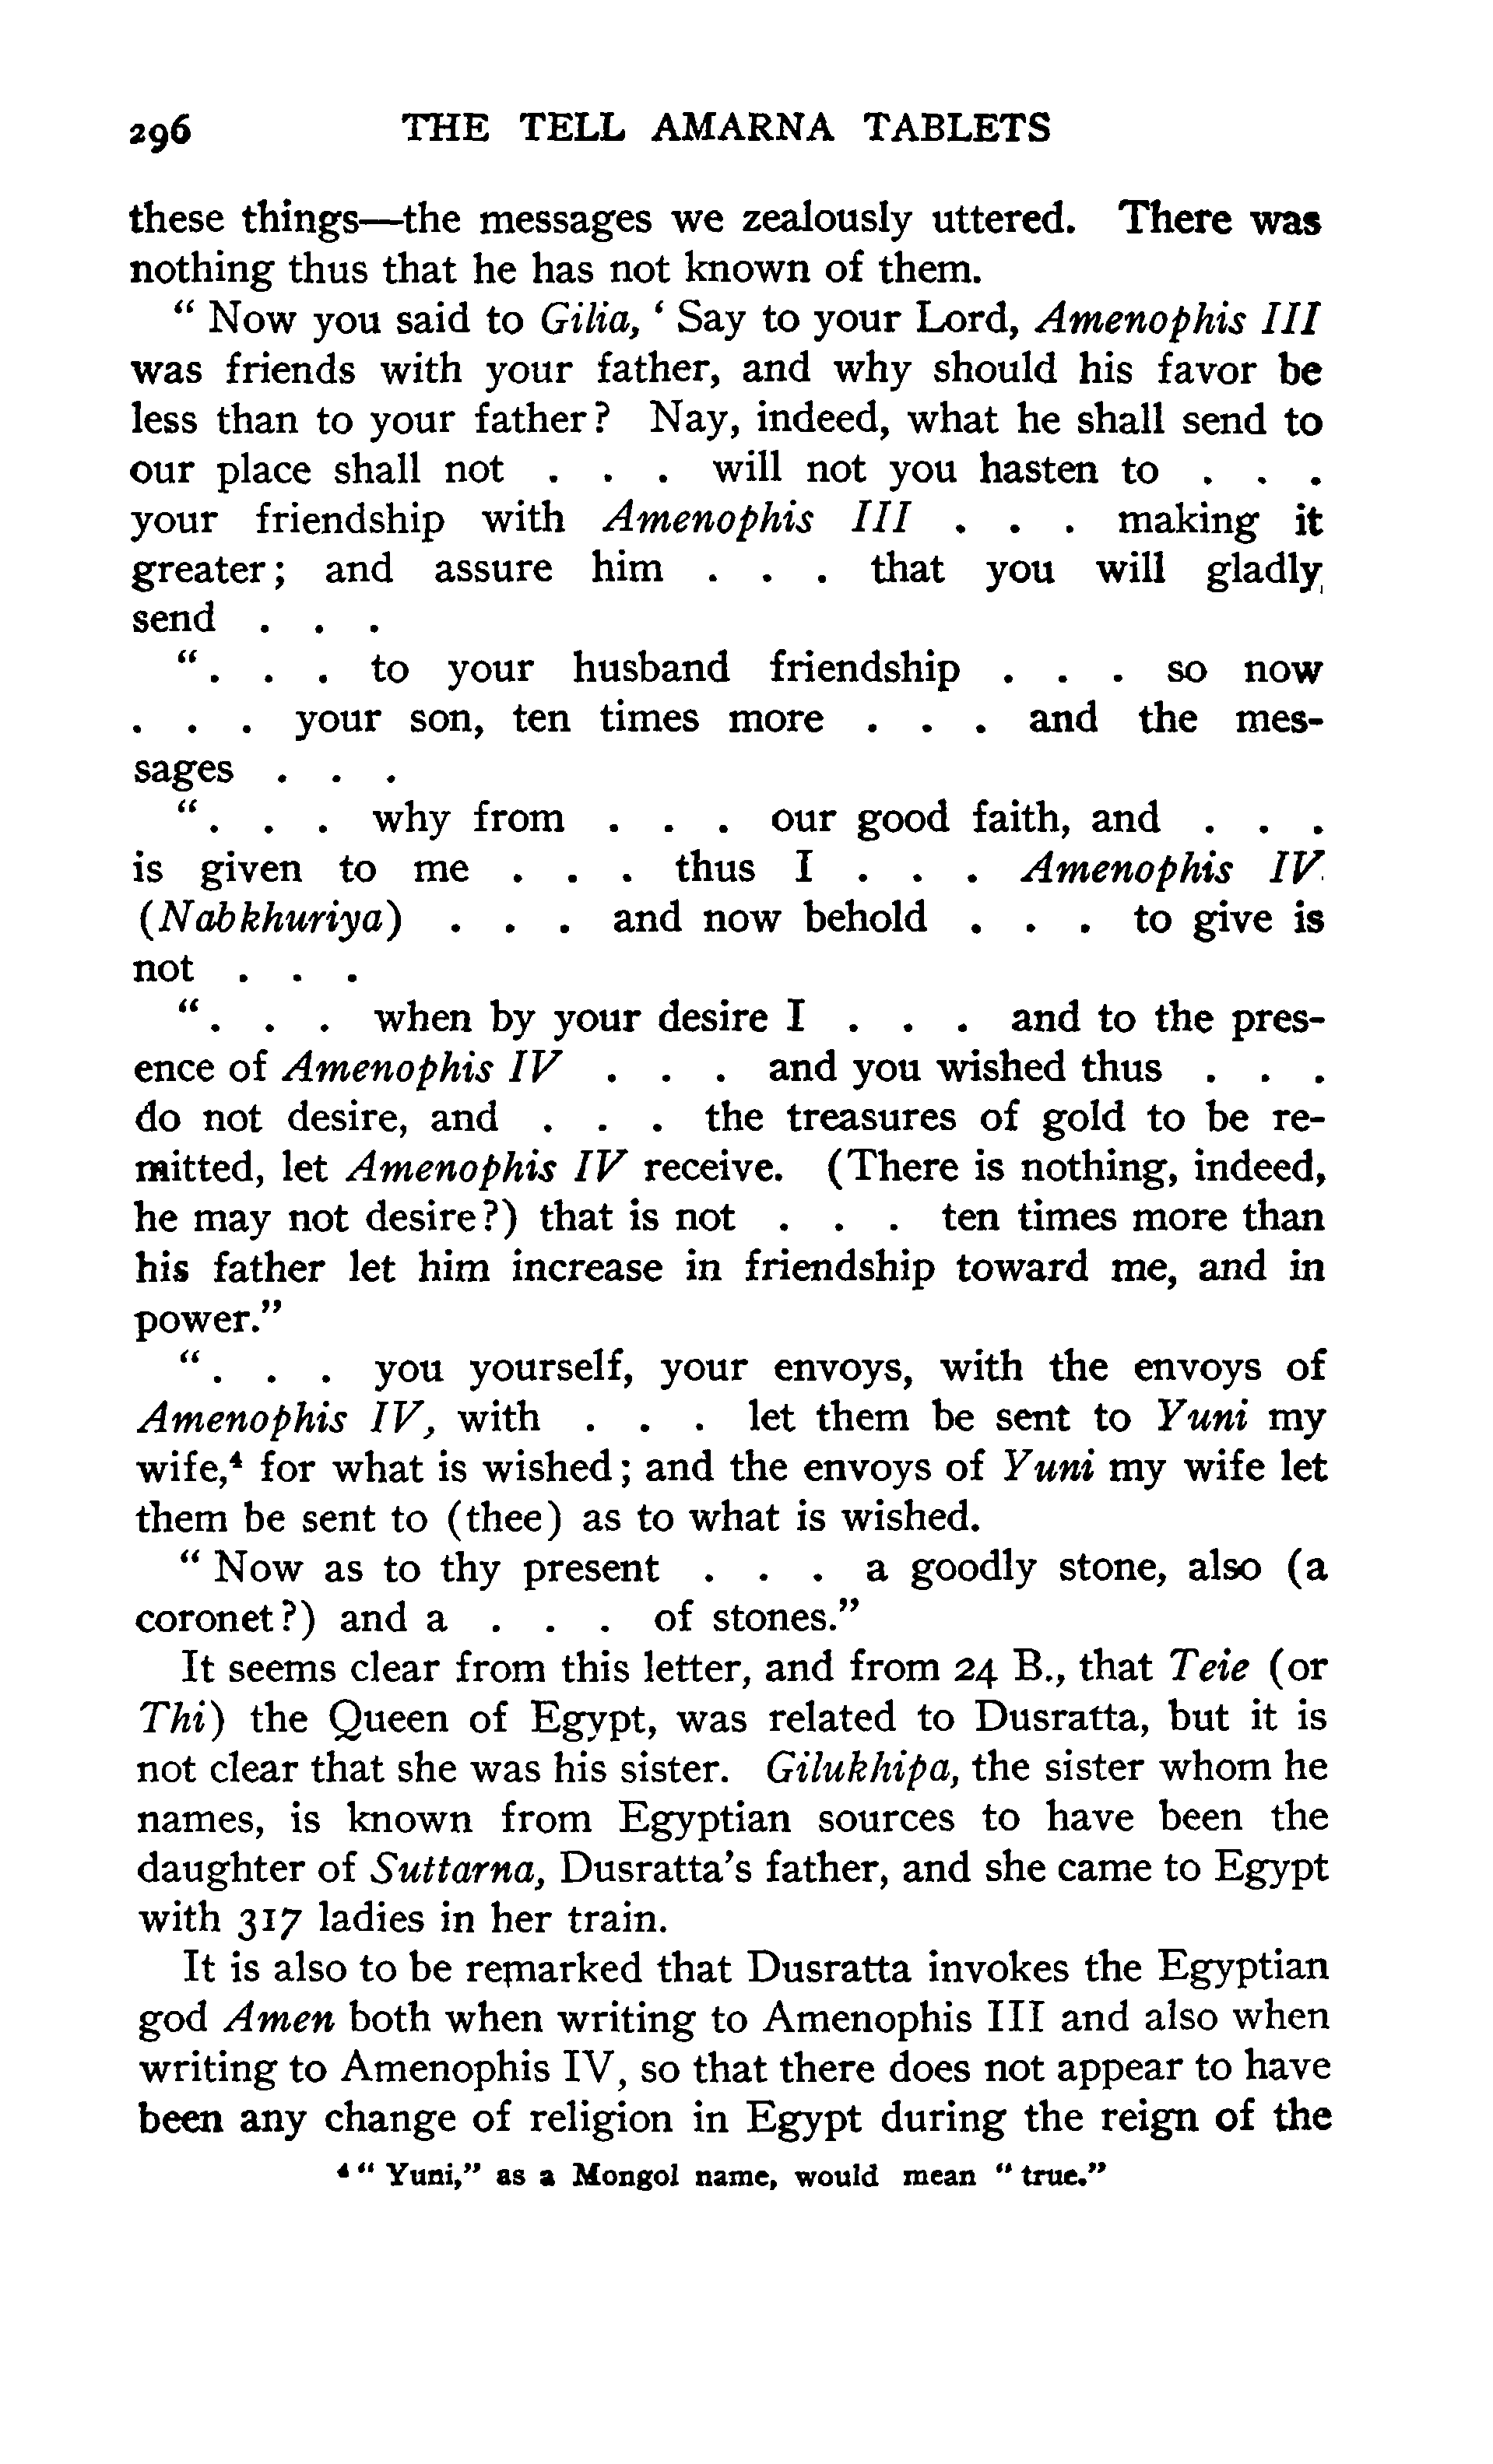 296 THE TELL AMARNA TABLETS
these things—the messages we zealously uttered. There was
nothing thus that he has not known of them.
“ Now you said to Gilia, ‘ Say to your Lord, Amenophis III
was friends with your father, and why should his favor be
less than to your father? Nay, indeed, what he shall send to
our place shall not . . . will not you hasten to . . .
your friendship with Amenophis III . . . making it
greater; and assure him . . . that you will gladly
send . . .
“ . . . to your husband friendship . . . so now
. . . your son, ten times more . . . and the mes-
sages . . .
“ . . . why from . . . our good faith, and . . .
is given to me . . . thus I . . . Amenophis IV
(Nabkhuriya) . . . and now behold . . . to give is
not . . .
“ . . . when by your desire I . . . and to the pres-
ence of Amenophis IV . . . and you wished thus . . .
do not desire, and . . . the treasures of gold to be re-
mitted, let Amenophis IV receive. (There is nothing, indeed,
he may not desire?) that is not . . . ten times more than
his father let him increase in friendship toward me, and in
power.”
“ . . . you yourself, your envoys, with the envoys of
Amenophis IV, with . . . let them be sent to Yuni my
wife,⁴ for what is wished; and the envoys of Yuni my wife let
them be sent to (thee) as to what is wished.
“ Now as to thy present . . . a goodly stone, also (a
coronet?) and a . . . of stones.”
It seems clear from this letter, and from 24 B., that Teie (or
Thi) the Queen of Egypt, was related to Dusratta, but it is
not clear that she was his sister. Gilukhipa, the sister whom he
names, is known from Egyptian sources to have been the
daughter of Suttarna, Dusratta’s father, and she came to Egypt
with 317 ladies in her train.
It is also to be remarked that Dusratta invokes the Egyptian
god Amen both when writing to Amenophis III and also when
writing to Amenophis IV, so that there does not appear to have
been any change of religion in Egypt during the reign of the
⁴ “ Yuni,” as a Mongol name, would mean “ true.”